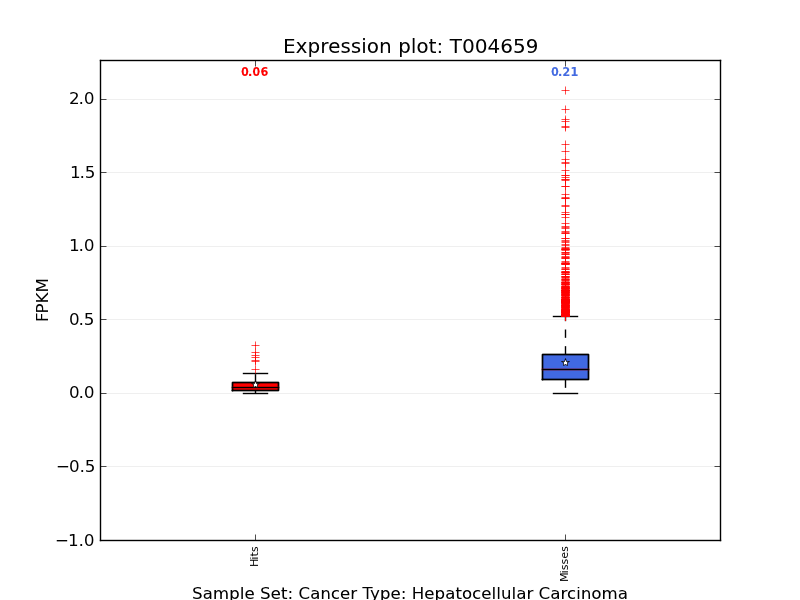 Expression plot: T004659
0.06
0.21
2.0
1.5
1.0
0.5
0.0
−0.5
−1.0
FPKM
Hits
Misses
Sample Set: Cancer Type: Hepatocellular Carcinoma